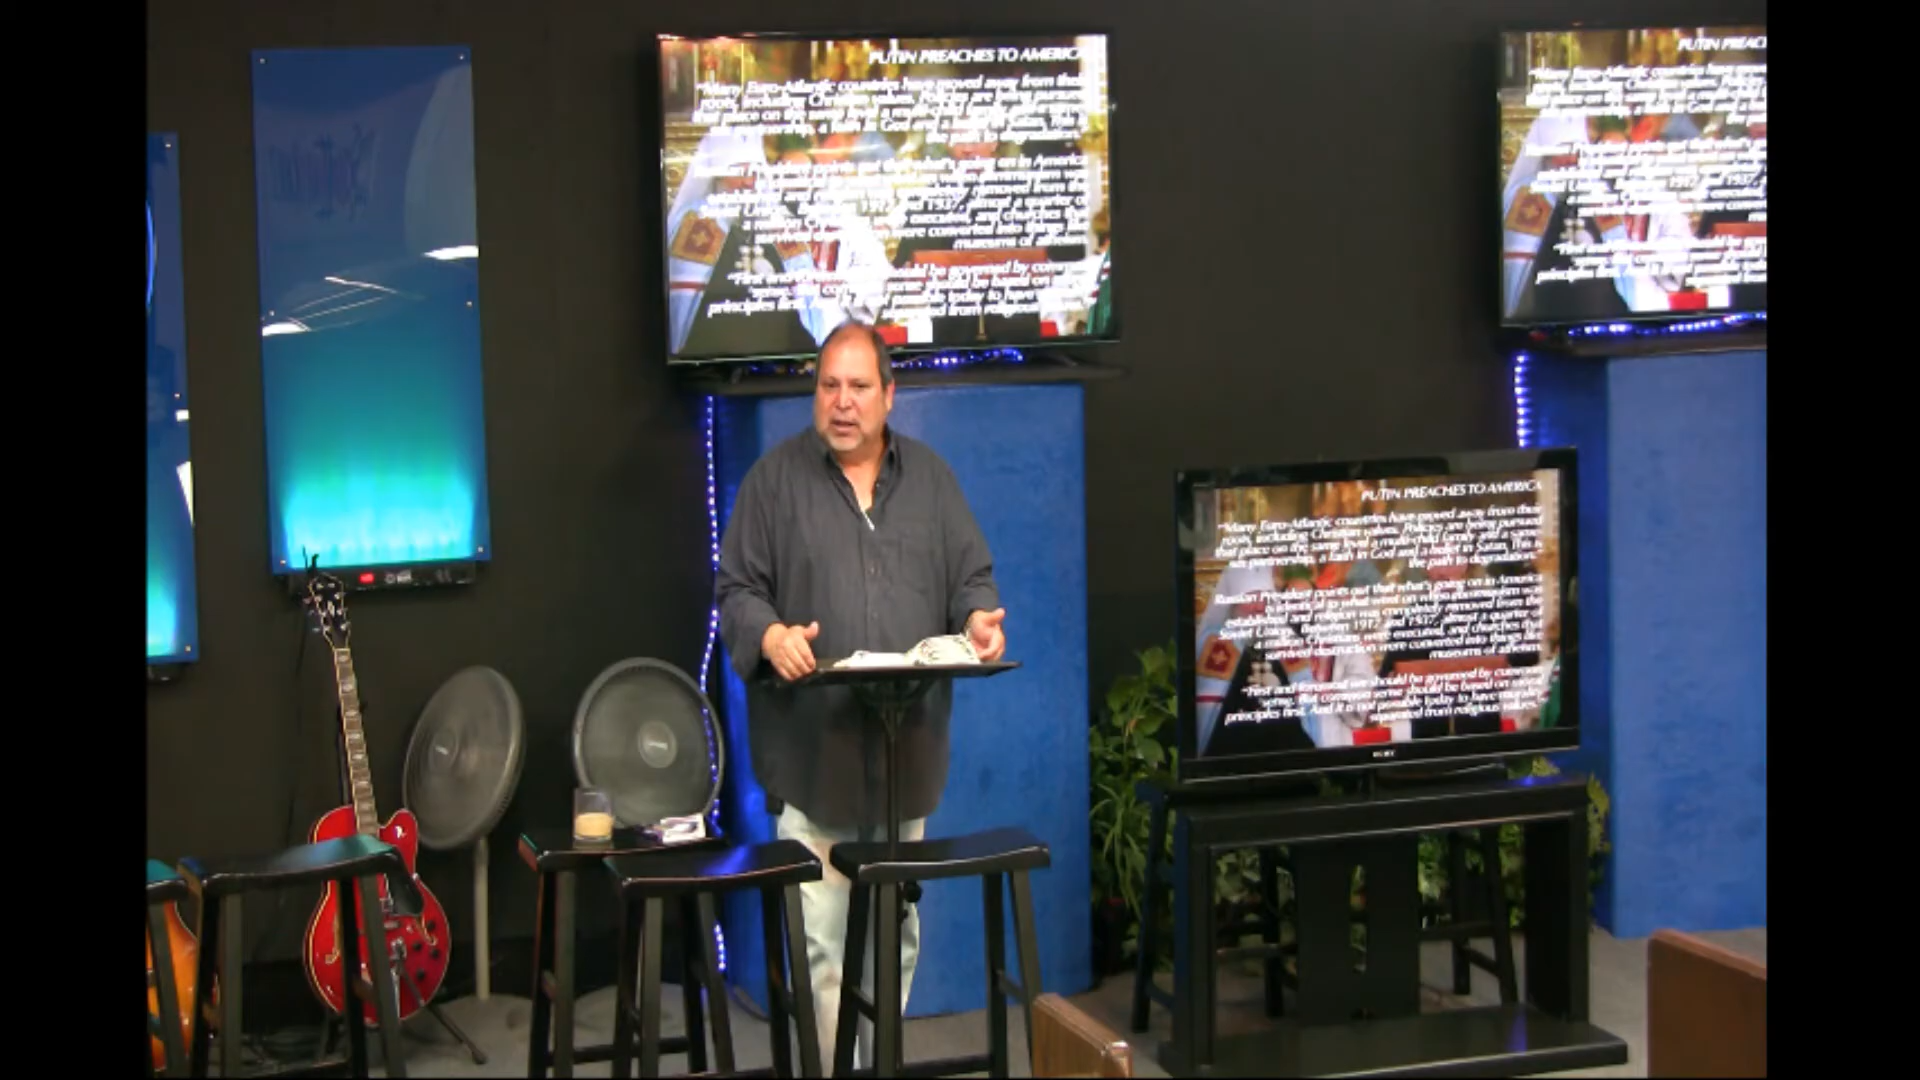 PUTIN PREACHES TO AMERICA
"Many Euro-Atlantic countries have moved away from their
roots, including Christian values. Policies are being pursued
that place on the same level a multi-child family and a same
sex partnership, a faith in God and a belief in Satan. This is
the path to degradation."
Russian President points out that what's going on in America
is identical to what went on when communism was
established and religion was completely removed from the
Soviet Union. Between 1917 and 1937, almost a quarter of
a million Christians were executed, and churches that
survived destruction were converted into things like
museums of atheism.
"First and foremost we should be governed by common
sense. But common sense should be based on moral
principles first. And it is not possible today to have morality
separated from religious values."
SONY